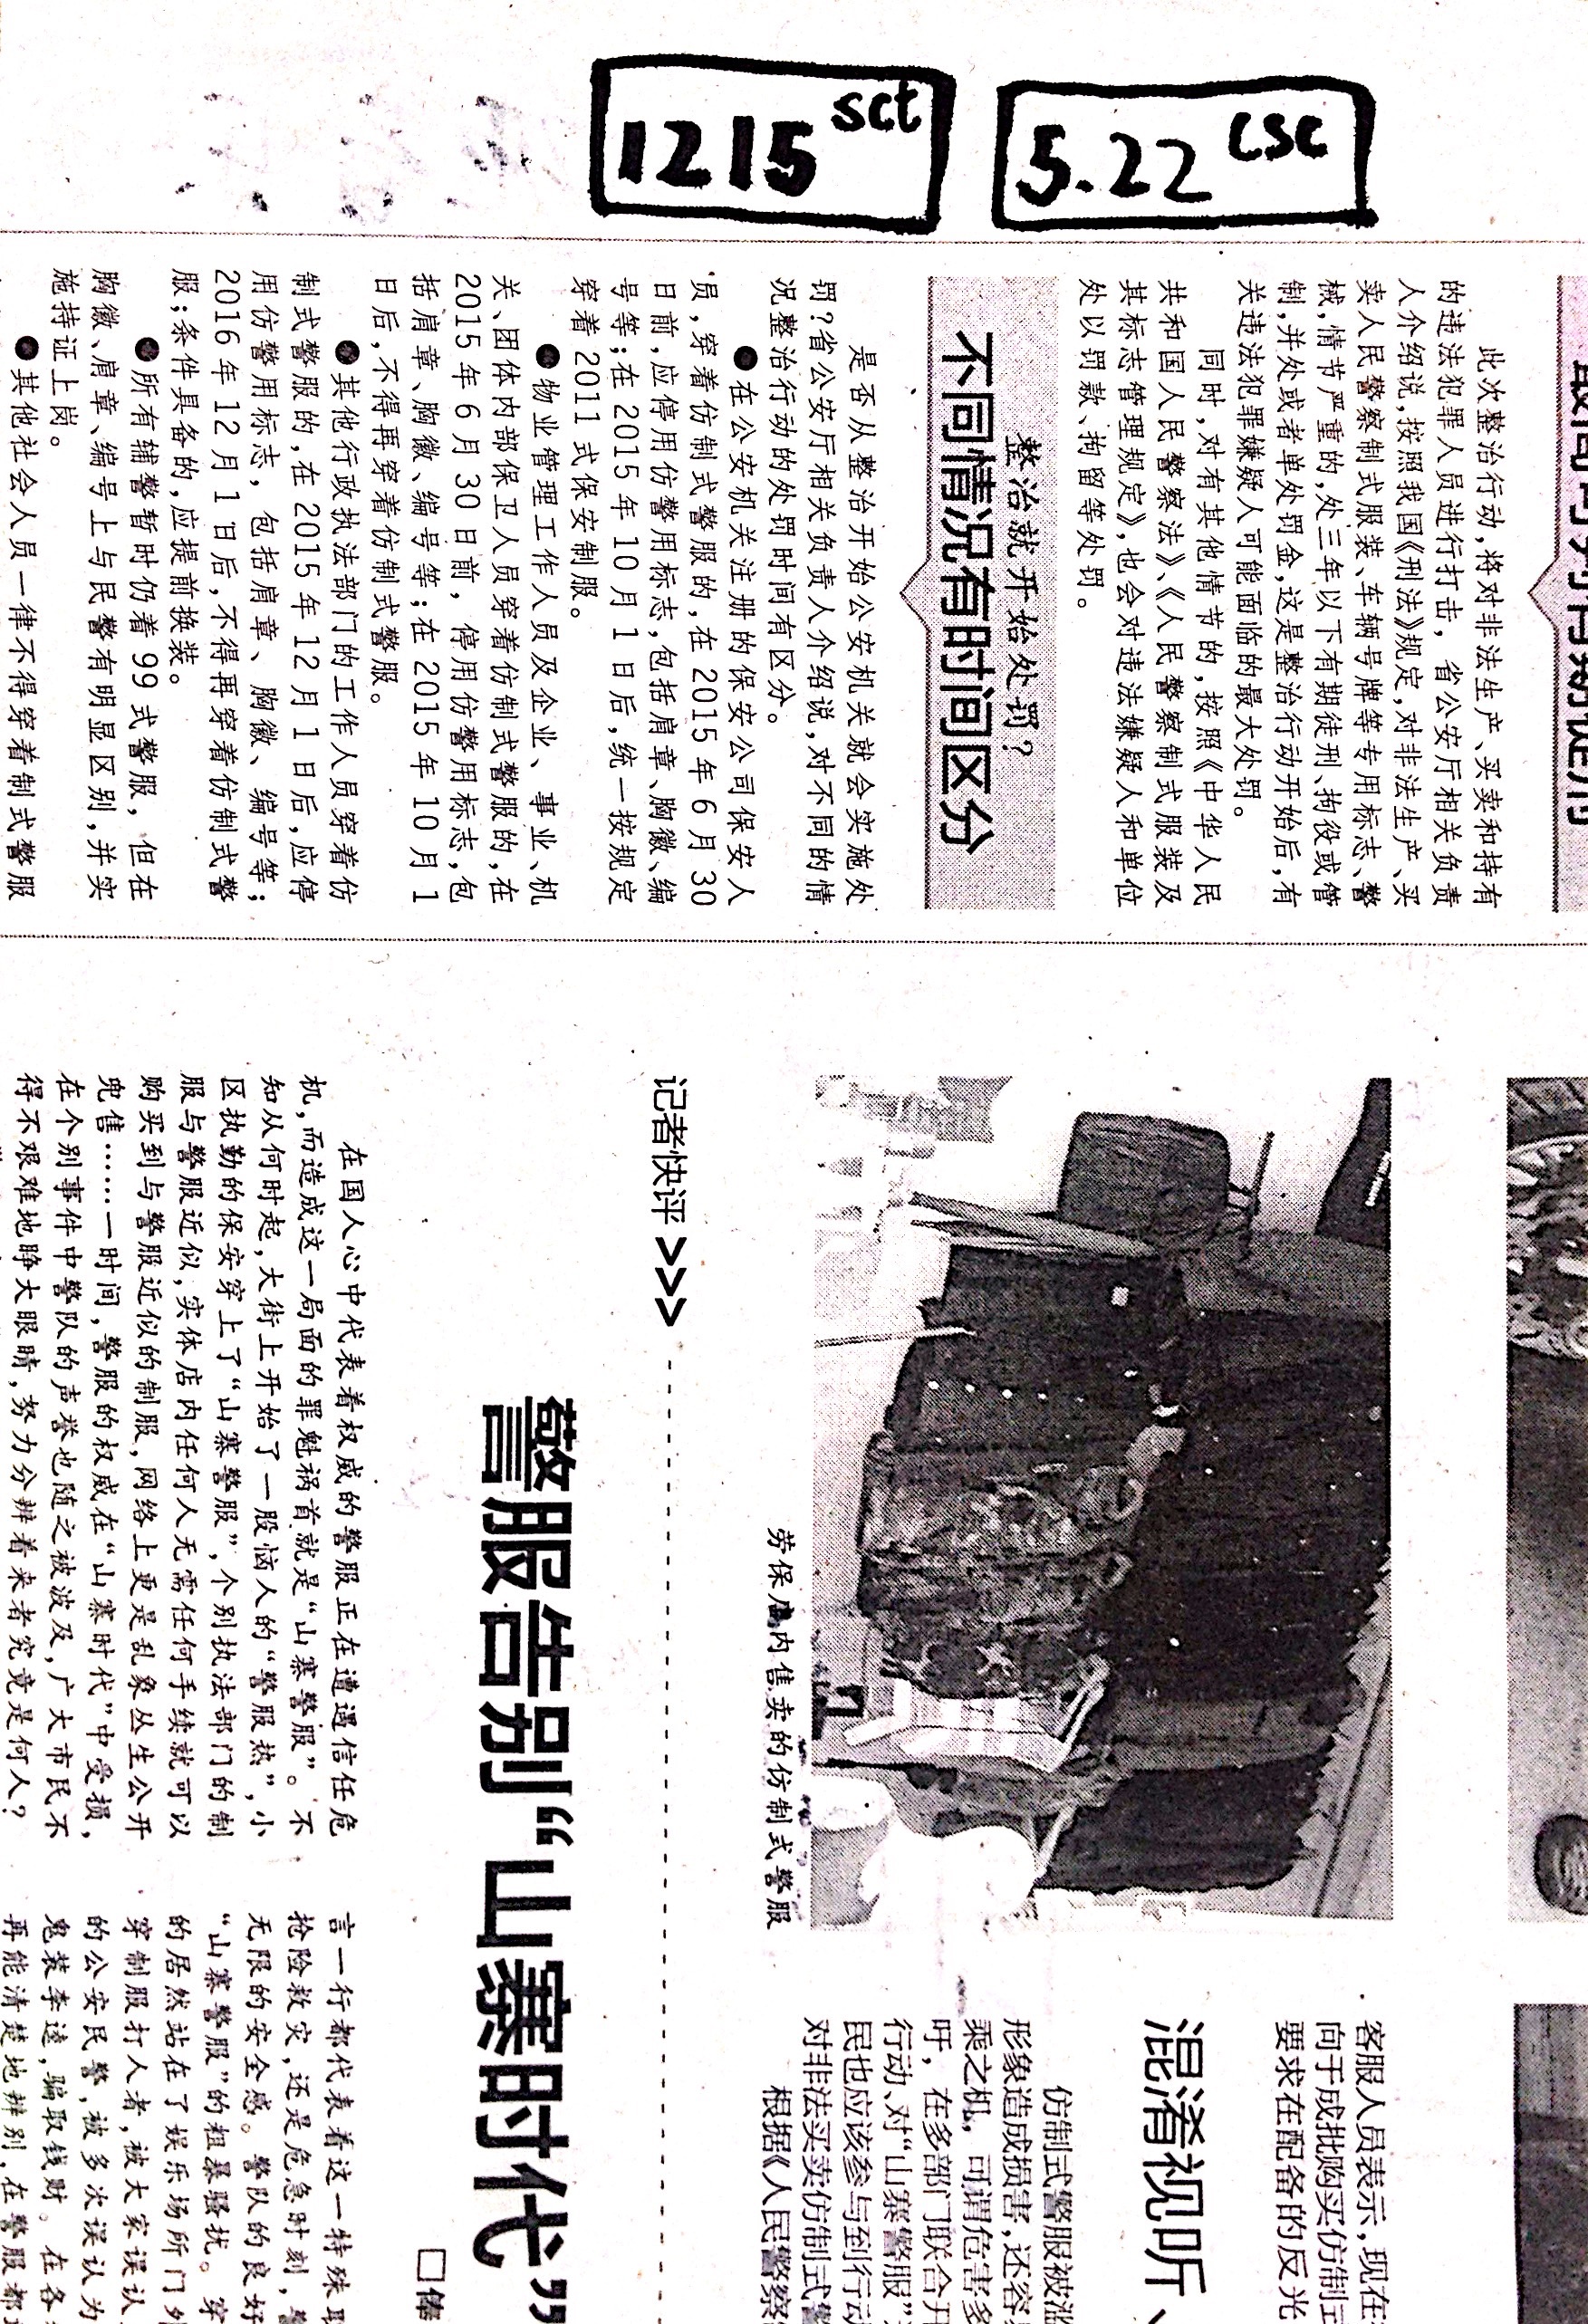 1215 sct
5.22 csc
此次整治行动,将对非法生产、买卖和持有
的违法犯罪人员进行打击，省公安厅相关负责
人介绍说,按照我国《刑法》规定,对非法生产、买
卖人民警察制式服装、车辆号牌等专用标志、警
械,情节严重的,处三年以下有期徒刑、拘役或管
制,并处或者单处罚金,这是整治行动开始后,有
关违法犯罪嫌疑人可能面临的最大处罚。
同时,对有其他情节的,按照《中华人民
共和国人民警察法》、《人民警察制式服装及
其标志管理规定》,也会对违法嫌疑人和单位
处以罚款、拘留等处罚。
整治就开始处罚?
不同情况有时间区分
是否从整治开始公安机关就会实施处
罚?省公安厅相关负责人介绍说,对不同的情
况整治行动的处罚时间有区分。
●在公安机关注册的保安公司保安人
员,穿着仿制式警服的,在2015年6月30
日前,应停用仿警用标志,包括肩章、胸徽、编
号等;在2015年10月1日后,统一按规定
穿着2011式保安制服。
●物业管理工作人员及企业、事业、机
关、团体内部保卫人员穿着仿制式警服的,在
2015年6月30日前，停用仿警用标志,包
括肩章、胸徽、编号等;在2015年10月1
日后,不得再穿着仿制式警服。
●其他行政执法部门的工作人员穿着仿
制式警服的,在2015年12月1日后,应停
用仿警用标志，包括肩章、胸徽、编号等;
2016年12月1日后,不得再穿着仿制式警
服;条件具备的,应提前换装。
●所有辅警暂时仍着99式警服，但在
胸徽、肩章、编号上与民警有明显区别,并实
施持证上岗。
●其他社会人员一律不得穿着制式警服
劳保店内售卖的仿制式警服
记者快评>>>
警服告别“山寨时代”
在国人心中代表着权威的警服正在遭遇信任危
机,而造成这一局面的罪魁祸首就是“山寨警服”。不
知从何时起,大街上开始了一股恼人的“警服热”,小
区执勤的保安穿上了“山寨警服”,个别执法部门的制
服与警服近似,实体店内任何人无需任何手续就可以
购买到与警服近似的制服,网络上更是乱象丛生公开
兜售……一时间,警服的权威在“山寨时代”中受损,
在个别事件中警队的声誉也随之被波及,广大市民不
得不艰难地睁大眼睛,努力分辨着来者究竟是何人?
言一行都代表着这一特殊职
抢险救灾,还是危急时刻,警
无限的安全感。警队的良好
“山寨警服”的粗暴骚扰。穿
的居然站在了娱乐场所门外
穿制服打人者,被大家误认
的公安民警,被多次误认为
鬼装李逵,骗取钱财。在各
再能清楚地辨别,在警服都
客服人员表示,现在
向于成批购买仿制式
要求在配备的反光
混淆视听
仿制式警服被滥
形象造成损害,还容
乘之机，可谓危害多
吁，在多部门联合开
行动、对“山寨警服”
民也应该参与到行动
对非法买卖仿制式警
根据《人民警察